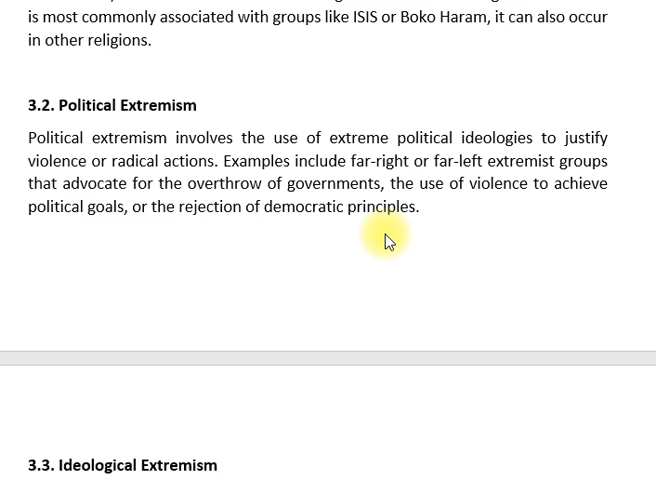 is most commonly associated with groups like ISIS or Boko Haram, it can also occur
in other religions.
3.2. Political Extremism
Political extremism involves the use of extreme political ideologies to justify
violence or radical actions. Examples include far-right or far-left extremist groups
that advocate for the overthrow of governments, the use of violence to achieve
political goals, or the rejection of democratic principles.
3.3. Ideological Extremism